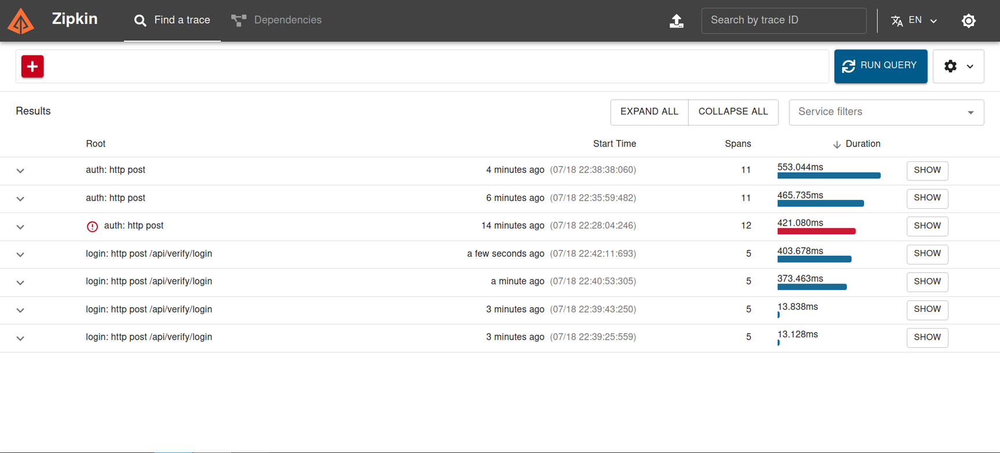 Zipkin
Find a trace
Dependencies
Search by trace ID
EN
RUN QUERY
Results
EXPAND ALL
COLLAPSE ALL
Service filters
Root Start Time Spans Duration
auth: http post 4 minutes ago (07/18 22:38:38:060) 11 553.044ms SHOW
auth: http post 6 minutes ago (07/18 22:35:59:482) 11 465.735ms SHOW
auth: http post 14 minutes ago (07/18 22:28:04:246) 12 421.080ms SHOW
login: http post /api/verify/login a few seconds ago (07/18 22:42:11:693) 5 403.678ms SHOW
login: http post /api/verify/login a minute ago (07/18 22:40:53:305) 5 373.463ms SHOW
login: http post /api/verify/login 3 minutes ago (07/18 22:39:43:250) 5 13.838ms SHOW
login: http post /api/verify/login 3 minutes ago (07/18 22:39:25:559) 5 13.128ms SHOW